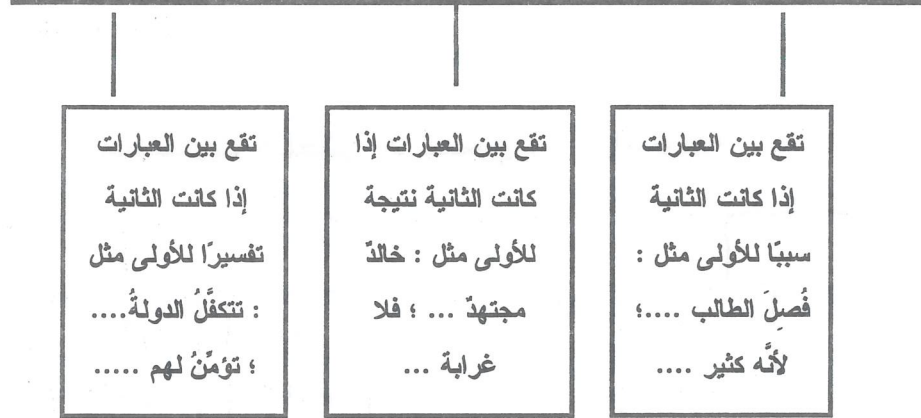 تقع بين العبارات
إذا كانت الثانية
سببًا للأولى مثل :
فُصِلَ الطالب ....؛
لأنَّه كثير ....
تقع بين العبارات إذا
كانت الثانية نتيجة
للأولى مثل : خالدٌ
مجتهدٌ ... ؛ فلا
غرابة ...
تقع بين العبارات
إذا كانت الثانية
تفسيرًا للأولى مثل
: تتكفَّلُ الدولةُ....
؛ تؤمِّنُ لهم .....